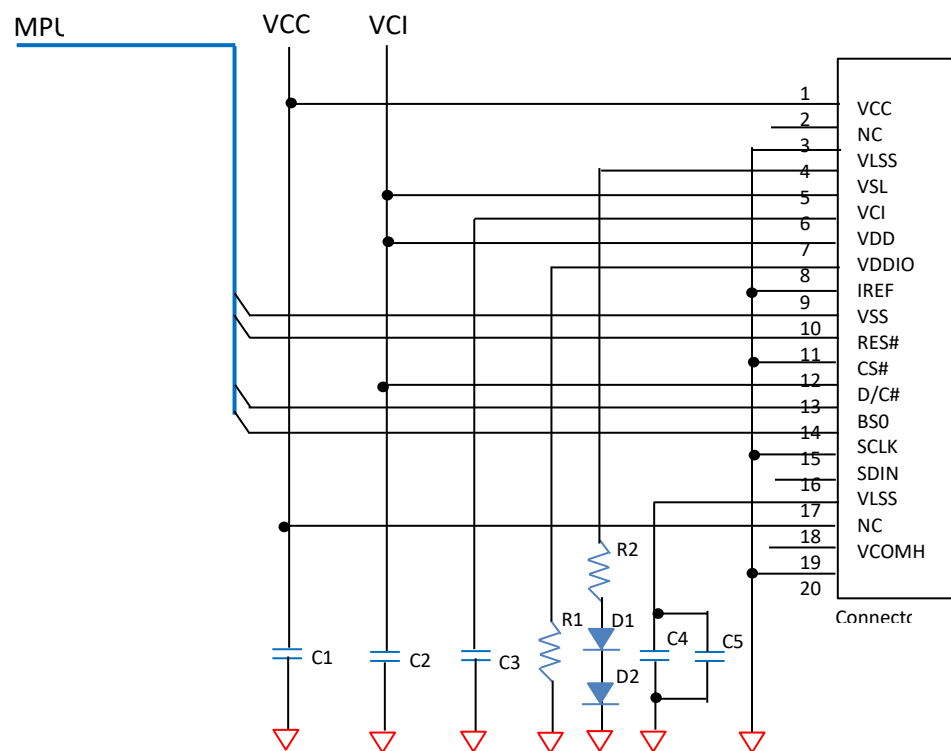 MPU
VCC
VCI
1
VCC
2
NC
3
VLSS
4
VSL
5
VCI
6
VDD
7
VDDIO
8
IREF
9
VSS
10
RES#
11
CS#
12
D/C#
13
BS0
14
SCLK
15
SDIN
16
VLSS
17
NC
18
VCOMH
19
20
Connector
R2
R1
D1
D2
C1
C2
C3
C4
C5